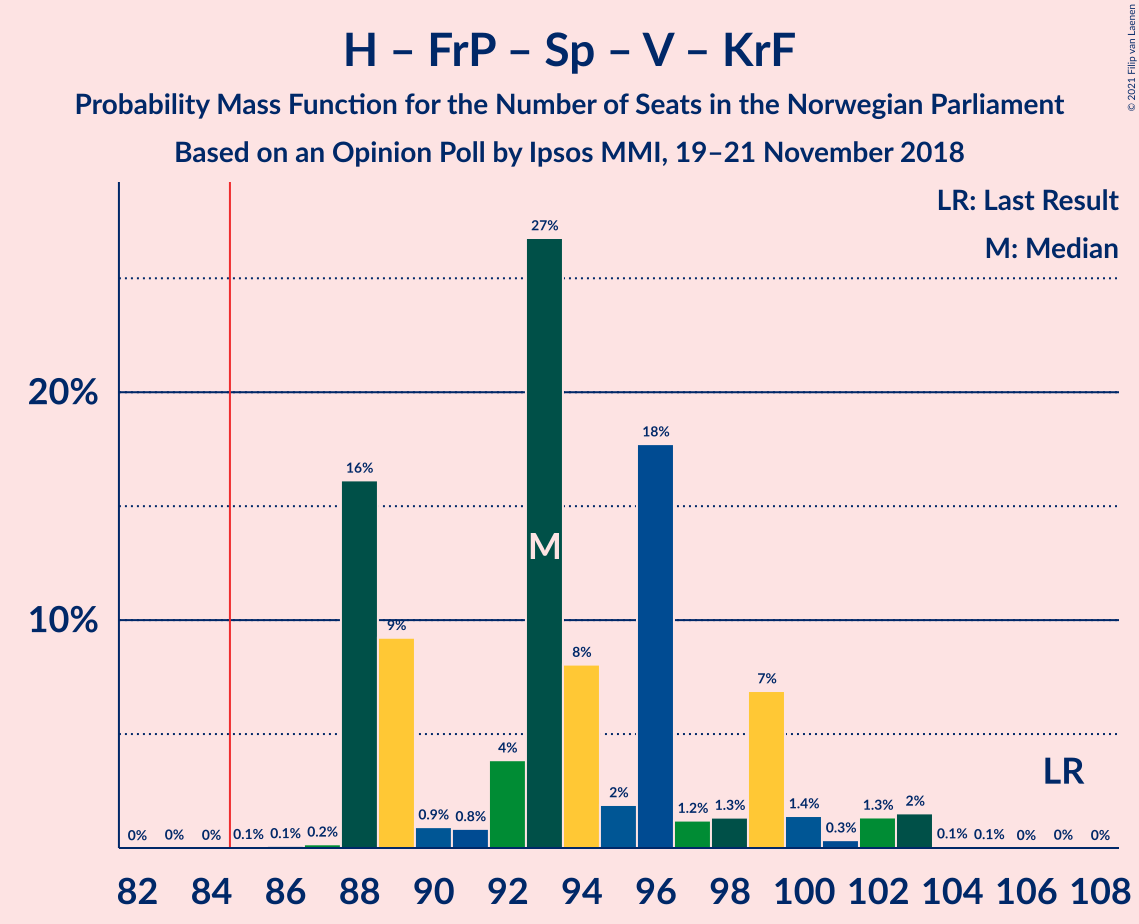 H – FrP – Sp – V – KrF
Probability Mass Function for the Number of Seats in the Norwegian Parliament
Based on an Opinion Poll by Ipsos MMI, 19–21 November 2018
© 2021 Filip van Laenen
LR: Last Result
M: Median
20%
10%
0% 0% 0% 0.1% 0.1% 0.2% 16% 9% 0.9% 0.8% 4% 27% 8% 2% 18% 1.2% 1.3% 7% 1.4% 0.3% 1.3% 2% 0.1% 0.1% 0% 0% 0%
M
LR
82 84 86 88 90 92 94 96 98 100 102 104 106 108